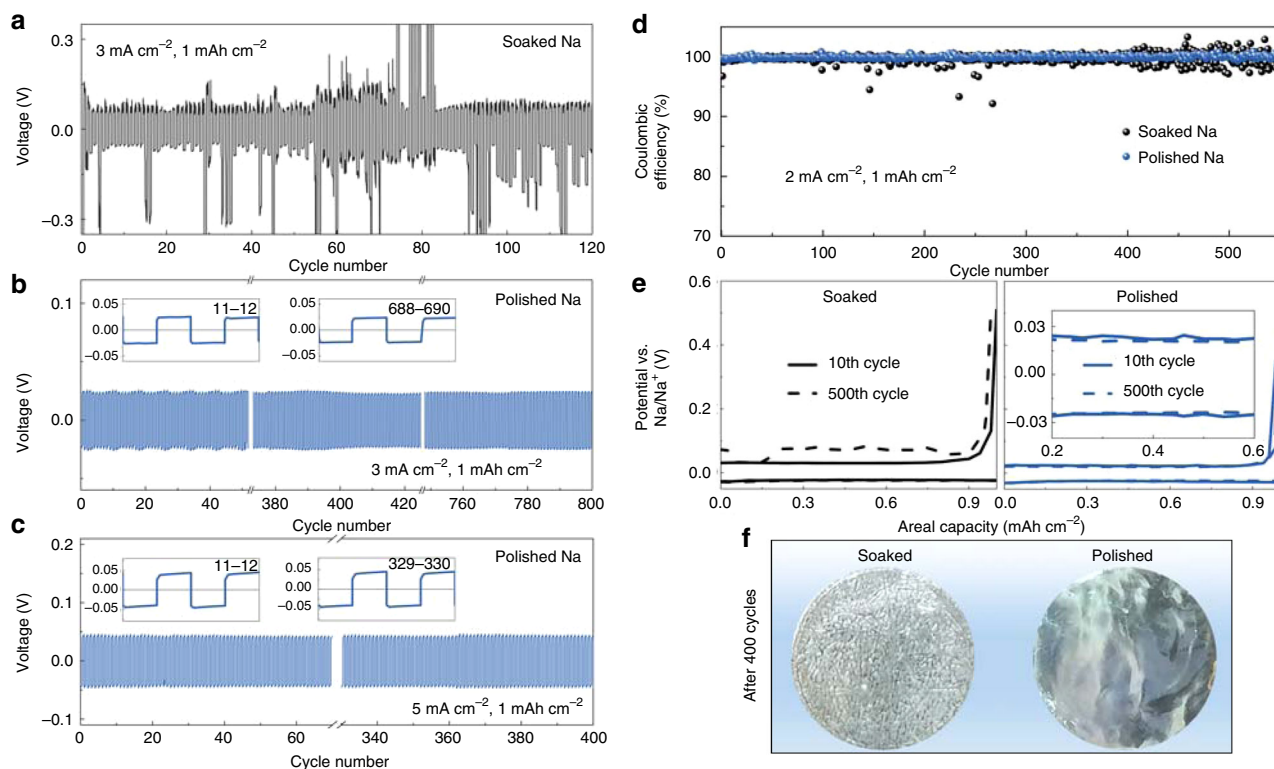 a
3 mA cm⁻², 1 mAh cm⁻²
Soaked Na
0.3
0.0
–0.3
Voltage (V)
0 20 40 60 80 100 120
Cycle number
b
Polished Na
0.1
0.0
Voltage (V)
0.05
0.00
–0.05
11–12
0.05
0.00
–0.05
688–690
3 mA cm⁻², 1 mAh cm⁻²
0 20 40 380 400 420 760 780 800
Cycle number
c
Polished Na
0.2
0.1
0.0
–0.1
Voltage (V)
0.05
0.00
–0.05
11–12
0.05
0.00
–0.05
329–330
5 mA cm⁻², 1 mAh cm⁻²
0 20 40 60 340 360 380 400
Cycle number
d
100
90
80
70
Coulombic
efficiency (%)
Soaked Na
Polished Na
2 mA cm⁻², 1 mAh cm⁻²
0 100 200 300 400 500
Cycle number
e
0.6
0.4
0.2
0.0
Potential vs.
Na/Na⁺ (V)
Soaked
10th cycle
500th cycle
Polished
0.03
0.00
–0.03
10th cycle
500th cycle
0.2 0.4 0.6
0.0 0.3 0.6 0.9
0.0 0.3 0.6 0.9
Areal capacity (mAh cm⁻²)
f
Soaked
Polished
After 400 cycles